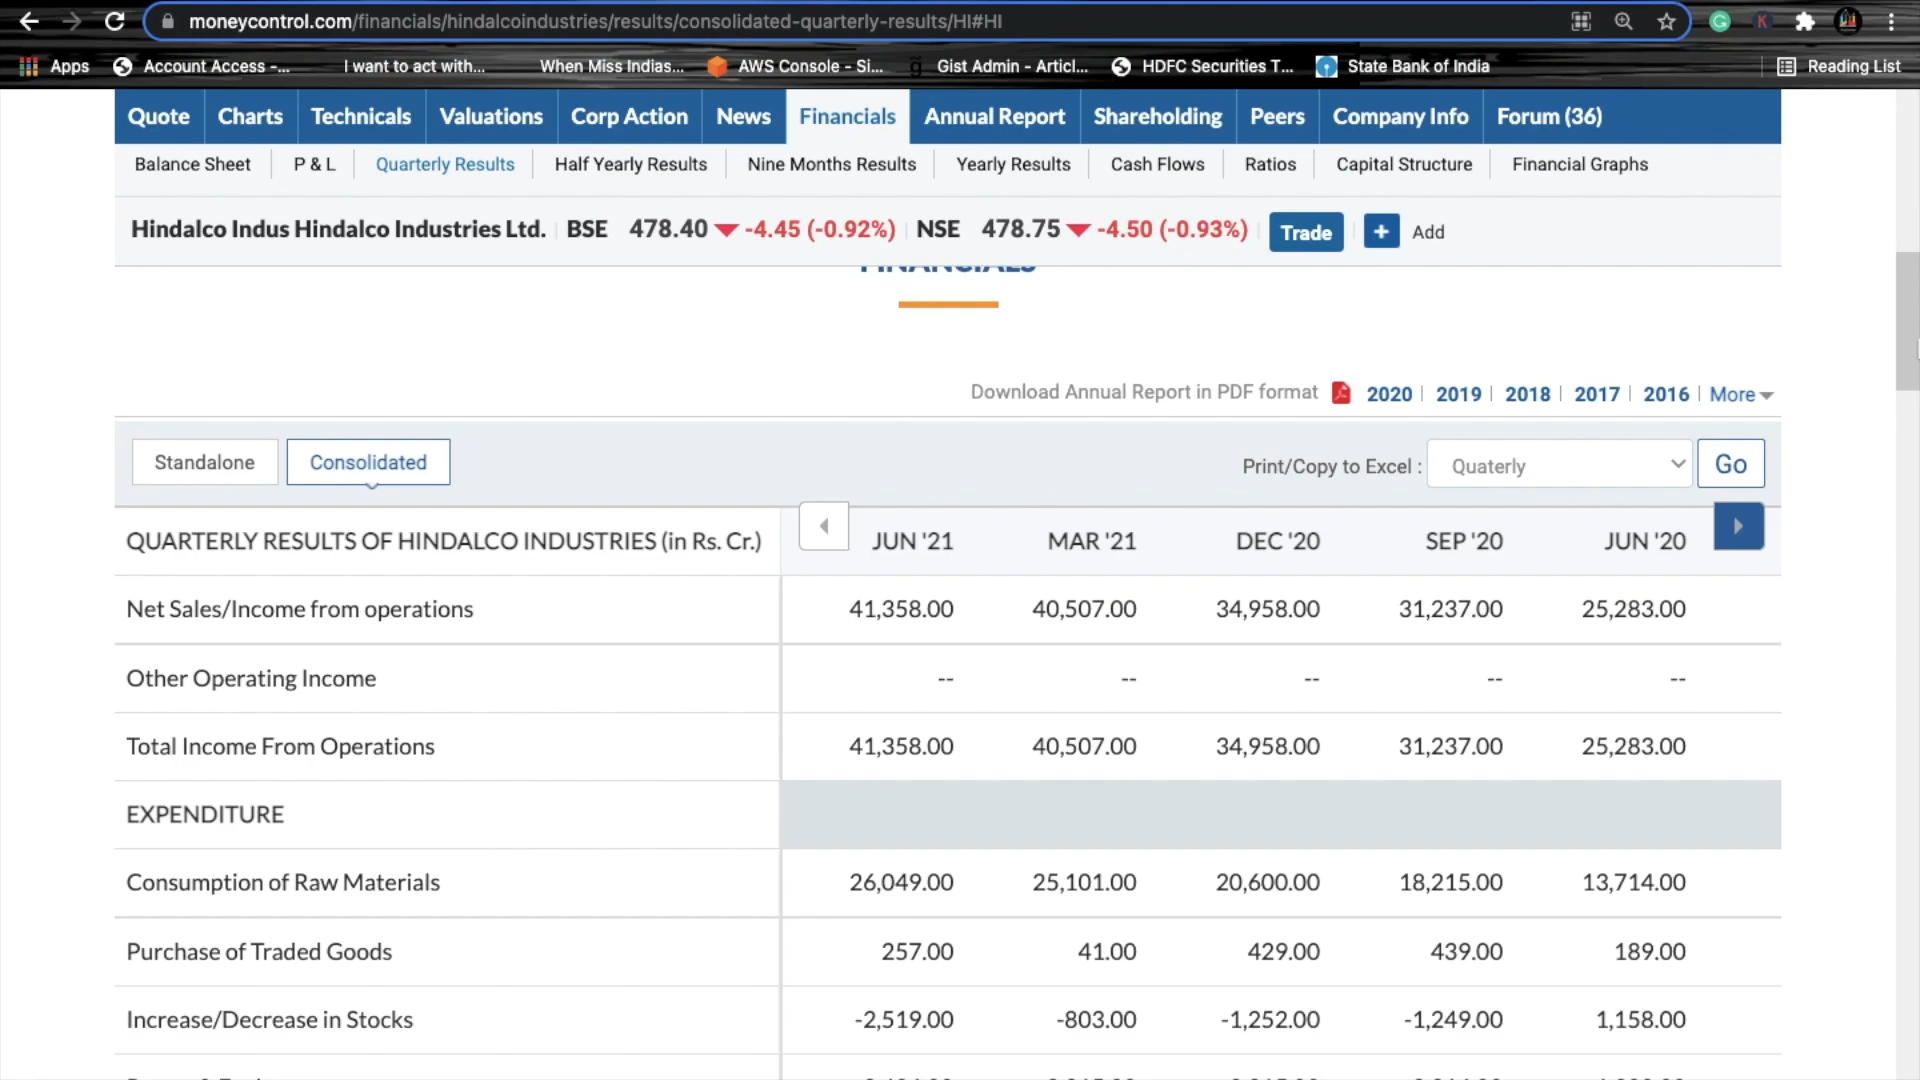 moneycontrol.com/financials/hindalcoindustries/results/consolidated-quarterly-results/HI#HI
Apps Account Access -... I want to act with... When Miss Indias... AWS Console - Si... Gist Admin - Articl... HDFC Securities T... State Bank of India Reading List
Quote Charts Technicals Valuations Corp Action News Financials Annual Report Shareholding Peers Company Info Forum (36)
Balance Sheet P & L Quarterly Results Half Yearly Results Nine Months Results Yearly Results Cash Flows Ratios Capital Structure Financial Graphs
Hindalco Indus Hindalco Industries Ltd. BSE 478.40 -4.45 (-0.92%) NSE 478.75 -4.50 (-0.93%) Trade + Add
FINANCIALS
Download Annual Report in PDF format 2020 | 2019 | 2018 | 2017 | 2016 | More
Standalone Consolidated Print/Copy to Excel : Quaterly Go
QUARTERLY RESULTS OF HINDALCO INDUSTRIES (in Rs. Cr.) JUN '21 MAR '21 DEC '20 SEP '20 JUN '20
Net Sales/Income from operations 41,358.00 40,507.00 34,958.00 31,237.00 25,283.00
Other Operating Income -- -- -- -- --
Total Income From Operations 41,358.00 40,507.00 34,958.00 31,237.00 25,283.00
EXPENDITURE
Consumption of Raw Materials 26,049.00 25,101.00 20,600.00 18,215.00 13,714.00
Purchase of Traded Goods 257.00 41.00 429.00 439.00 189.00
Increase/Decrease in Stocks -2,519.00 -803.00 -1,252.00 -1,249.00 1,158.00